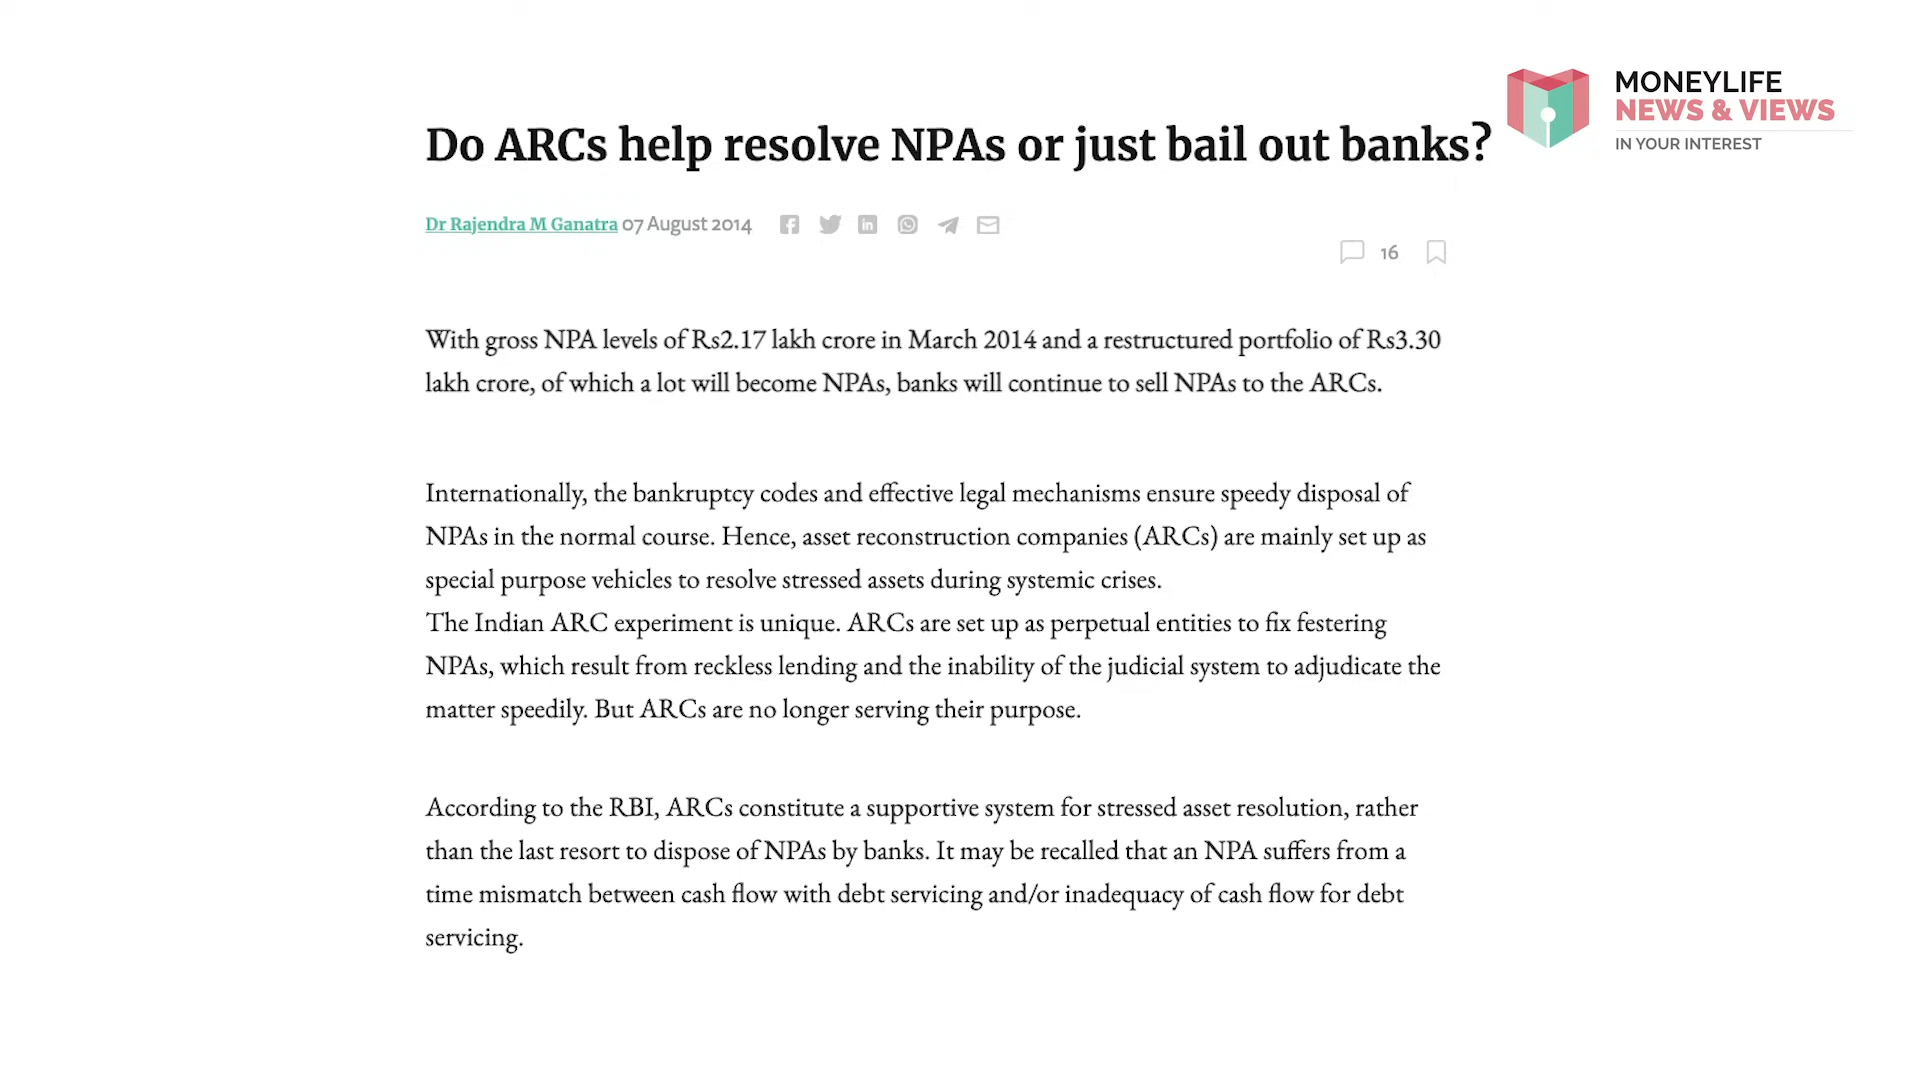 MONEYLIFE
NEWS & VIEWS
IN YOUR INTEREST
Do ARCs help resolve NPAs or just bail out banks?
Dr Rajendra M Ganatra 07 August 2014
16
With gross NPA levels of Rs2.17 lakh crore in March 2014 and a restructured portfolio of Rs3.30
lakh crore, of which a lot will become NPAs, banks will continue to sell NPAs to the ARCs.
Internationally, the bankruptcy codes and effective legal mechanisms ensure speedy disposal of
NPAs in the normal course. Hence, asset reconstruction companies (ARCs) are mainly set up as
special purpose vehicles to resolve stressed assets during systemic crises.
The Indian ARC experiment is unique. ARCs are set up as perpetual entities to fix festering
NPAs, which result from reckless lending and the inability of the judicial system to adjudicate the
matter speedily. But ARCs are no longer serving their purpose.
According to the RBI, ARCs constitute a supportive system for stressed asset resolution, rather
than the last resort to dispose of NPAs by banks. It may be recalled that an NPA suffers from a
time mismatch between cash flow with debt servicing and/or inadequacy of cash flow for debt
servicing.